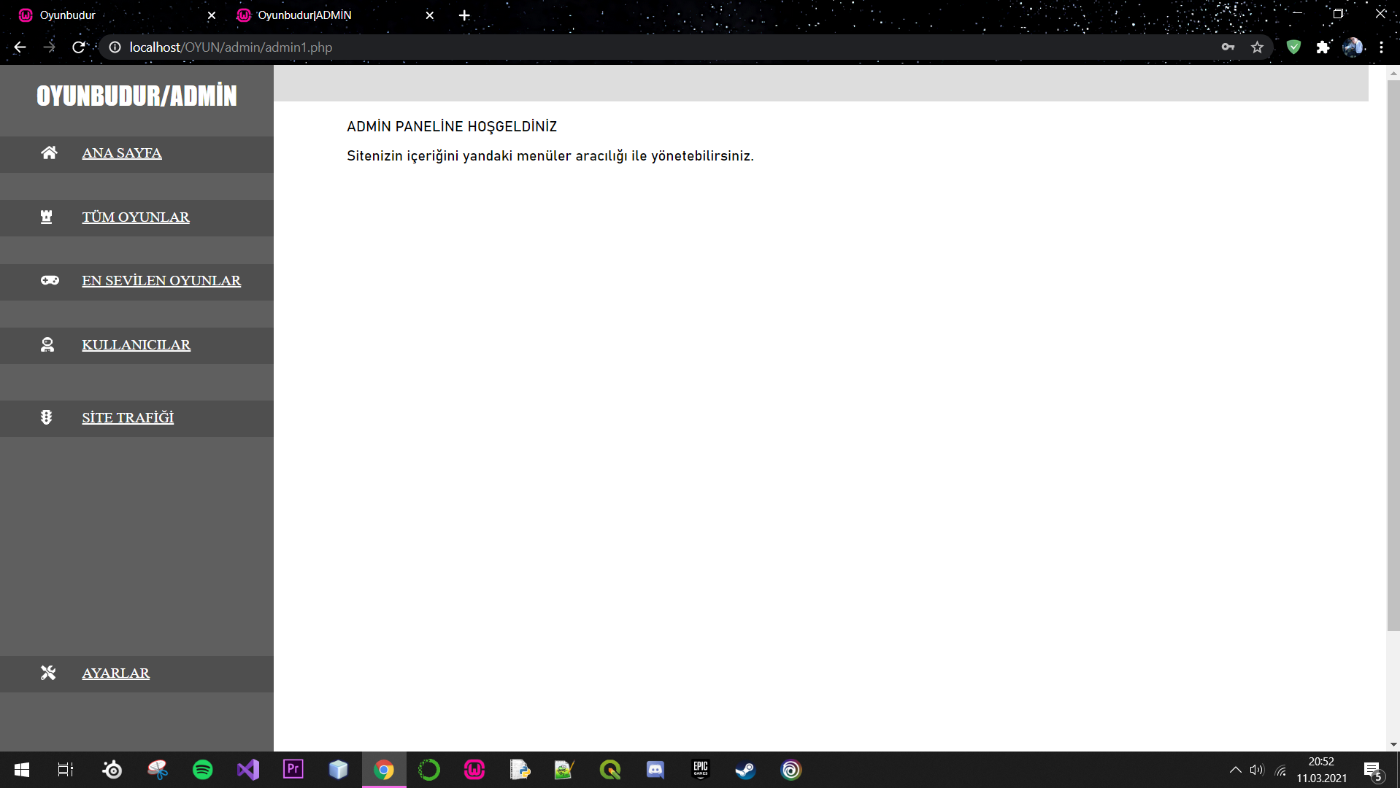 Oyunbudur
Oyunbudur|ADMİN
localhost/OYUN/admin/admin1.php
OYUNBUDUR/ADMİN
ANA SAYFA
TÜM OYUNLAR
EN SEVİLEN OYUNLAR
KULLANICILAR
SİTE TRAFİĞİ
AYARLAR
ADMİN PANELİNE HOŞGELDİNİZ
Sitenizin içeriğini yandaki menüler aracılığı ile yönetebilirsiniz.
Pr
EPIC
GAMES
20:52
11.03.2021
5